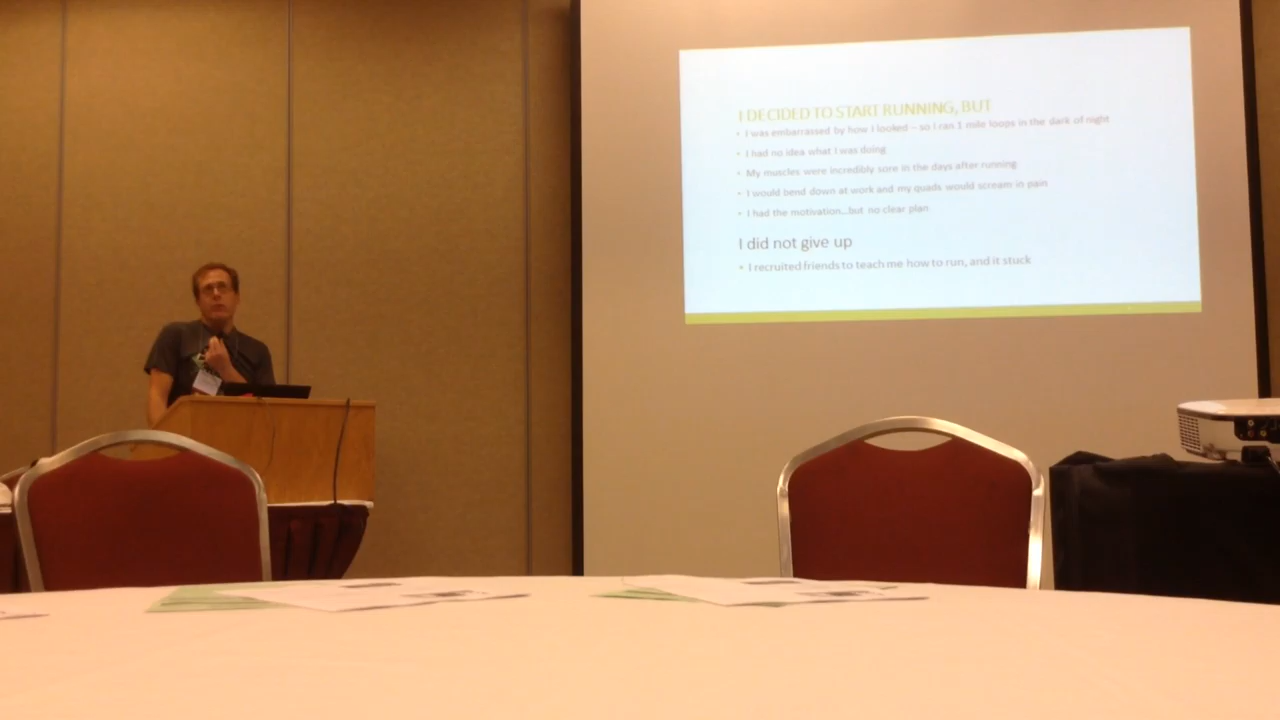 I DECIDED TO START RUNNING, BUT
• I was embarrassed by how I looked – so I ran 1 mile loops in the dark of night
• I had no idea what I was doing
• My muscles were incredibly sore in the days after running
• I would bend down at work and my quads would scream in pain
• I had the motivation...but no clear plan
I did not give up
• I recruited friends to teach me how to run, and it stuck